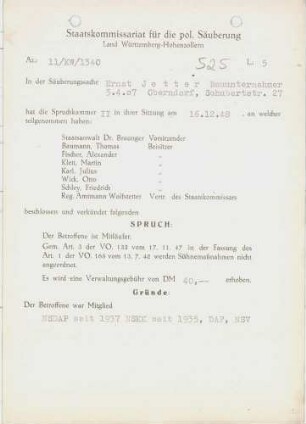 Staatskommissariat für die pol. Säuberung
Land Württemberg-Hohenzollern
Az.: 11/KW/1540 525 L 5
In der Säuberungssache Ernst Jetter Bauunternehmer
5.4.07 Oberndorf, Schubertstr. 27
hat die Spruchkammer II in ihrer Sitzung am 16.12.48 an welcher
teilgenommen haben:
Staatsanwalt Dr. Breunger Vorsitzender
Baumann, Thomas Beisitzer
Fischer, Alexander „
Klett, Martin „
Karl, Julius „
Wick, Otto „
Schley, Friedrich „
Reg. Amtmann Wolfstetter Vertr. des Staatskommissars
beschlossen und verkündet folgenden
SPRUCH:
Der Betroffene ist Mitläufer.
Gem. Art. 3 der VO. 133 vom 17. 11. 47 in der Fassung des
Art. 1 der VO. 165 vom 13. 7. 48 werden Sühnemaßnahmen nicht
angeordnet.
Es wird eine Verwaltungsgebühr von DM 40,— erhoben.
Gründe:
Der Betroffene war Mitglied
NSDAP seit 1937 NSKK seit 1935, DAF, NSV